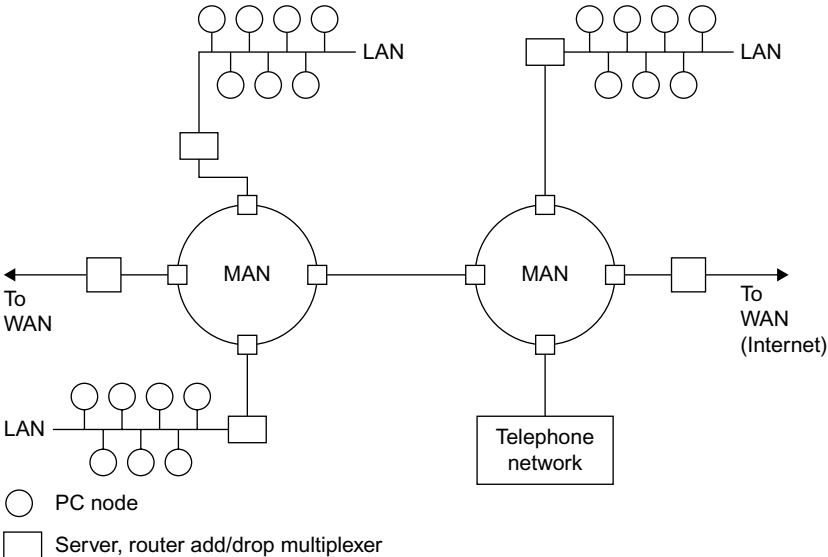 LAN
LAN
MAN
MAN
To
WAN
To
WAN
(Internet)
LAN
Telephone
network
PC node
Server, router add/drop multiplexer